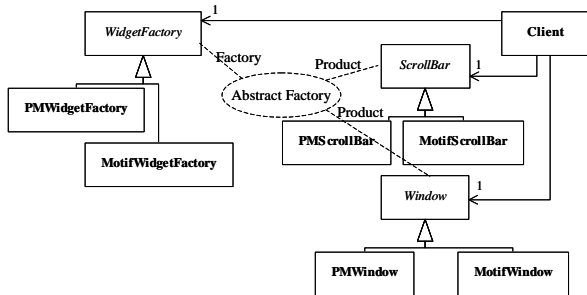 1
WidgetFactory
Client
Factory
Product
ScrollBar
1
Abstract Factory
PMWidgetFactory
Product
PMScrollBar
MotifScrollBar
MotifWidgetFactory
Window
1
PMWindow
MotifWindow